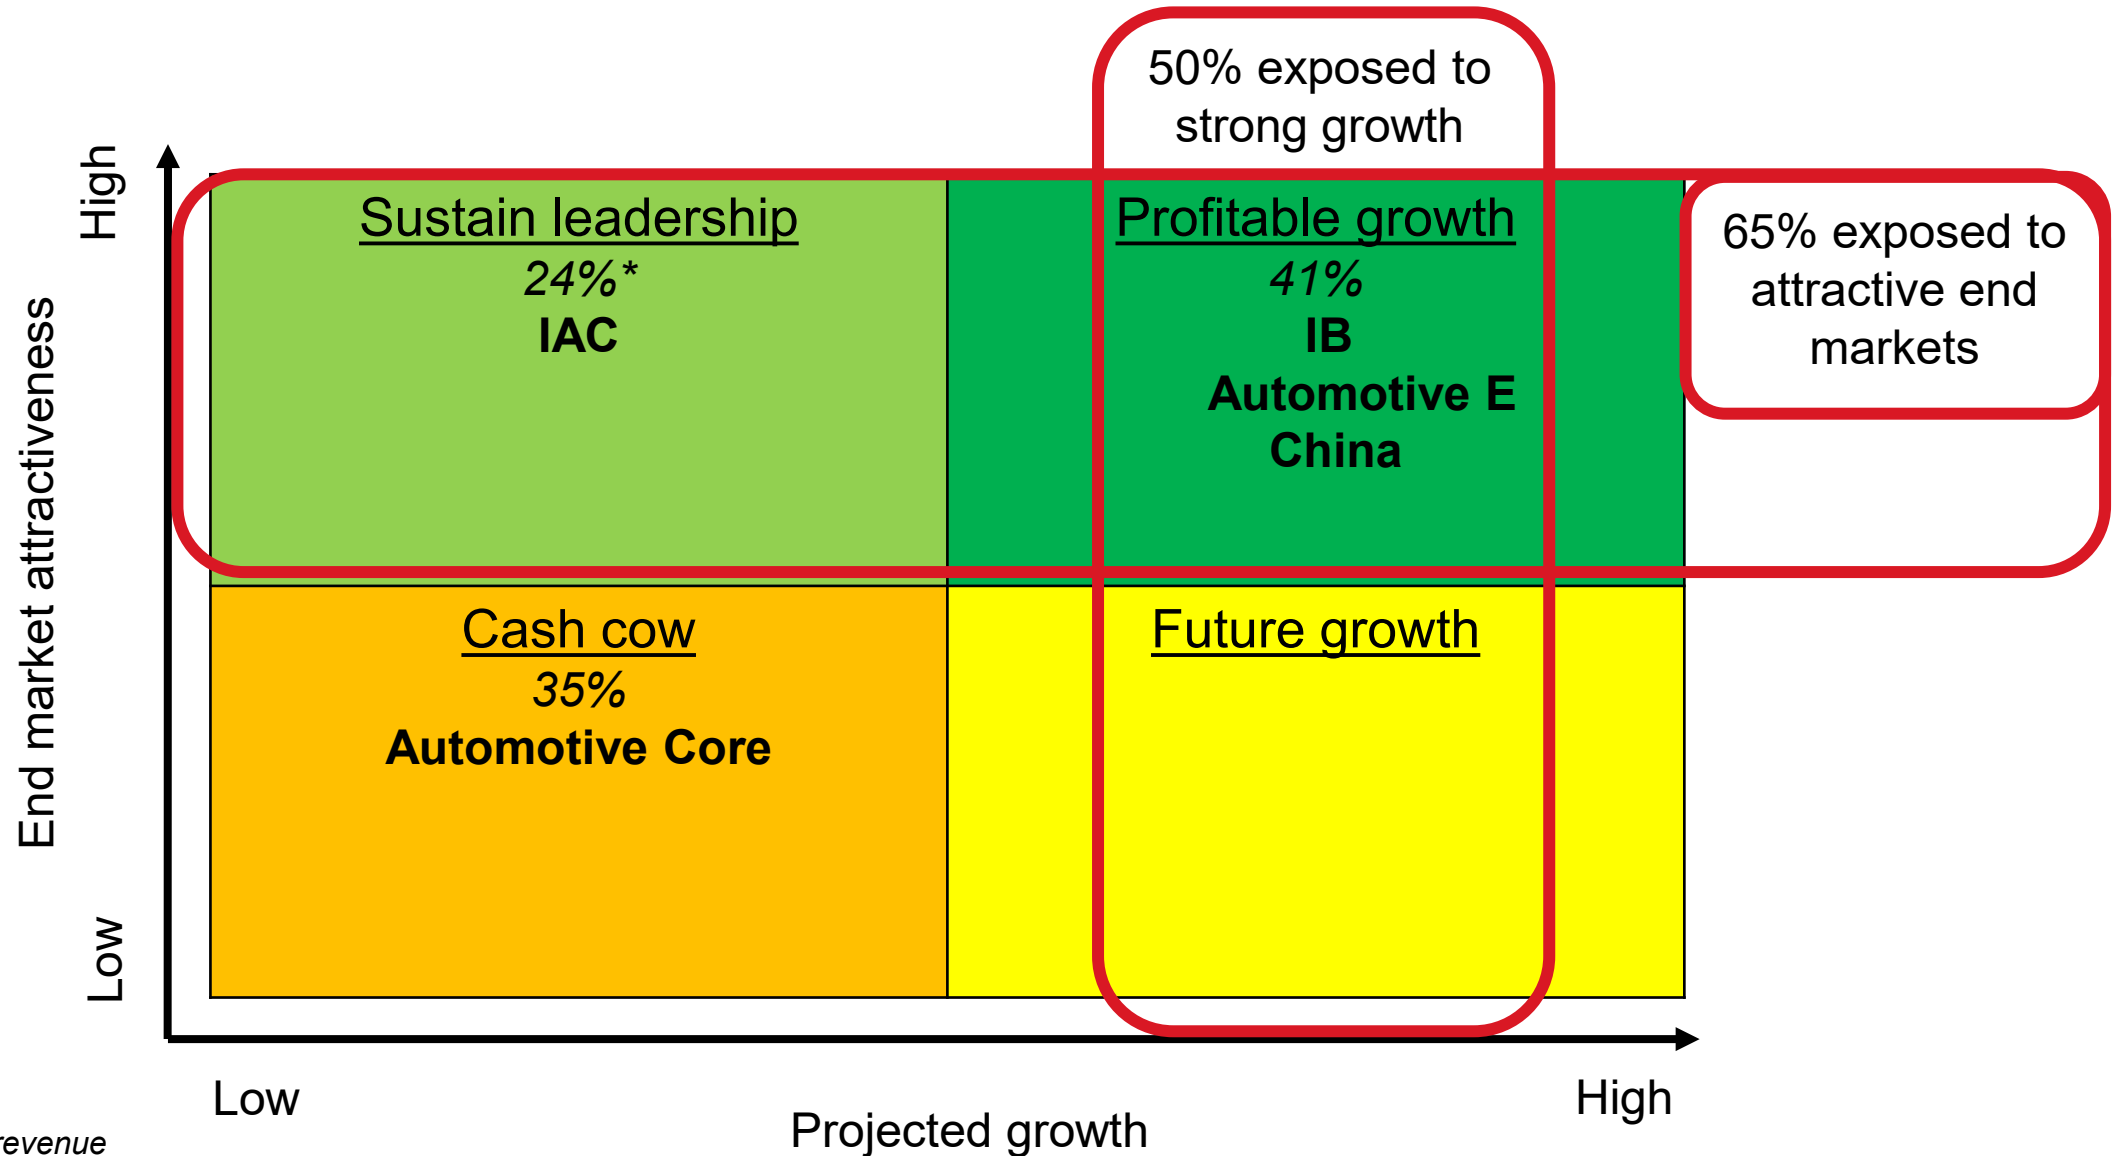 50% exposed to
strong growth
High
Sustain leadership
24%*
IAC
Profitable growth
41%
IB
Automotive E
China
65% exposed to
attractive end
markets
End market attractiveness
Cash cow
35%
Automotive Core
Future growth
Low
Low
High
Projected growth
revenue